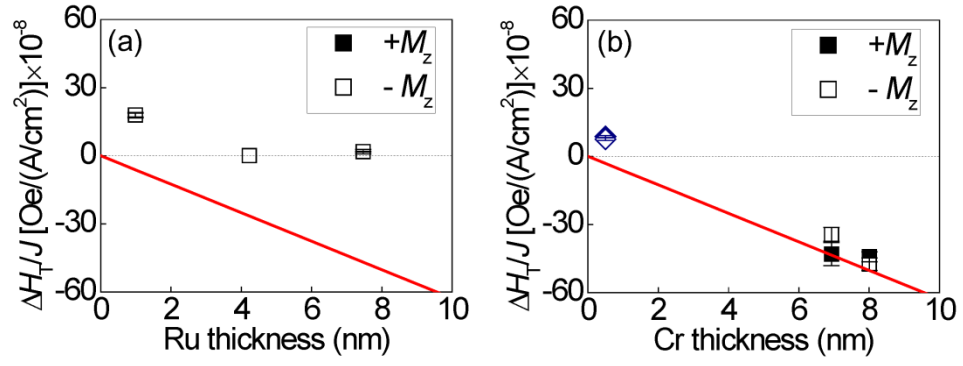 (a)
+Mz
- Mz
60
30
0
-30
-60
ΔHT/J [Oe/(A/cm²)]×10⁻⁸
0 2 4 6 8 10
Ru thickness (nm)
(b)
+Mz
- Mz
60
30
0
-30
-60
ΔHT/J [Oe/(A/cm²)]×10⁻⁸
0 2 4 6 8 10
Cr thickness (nm)